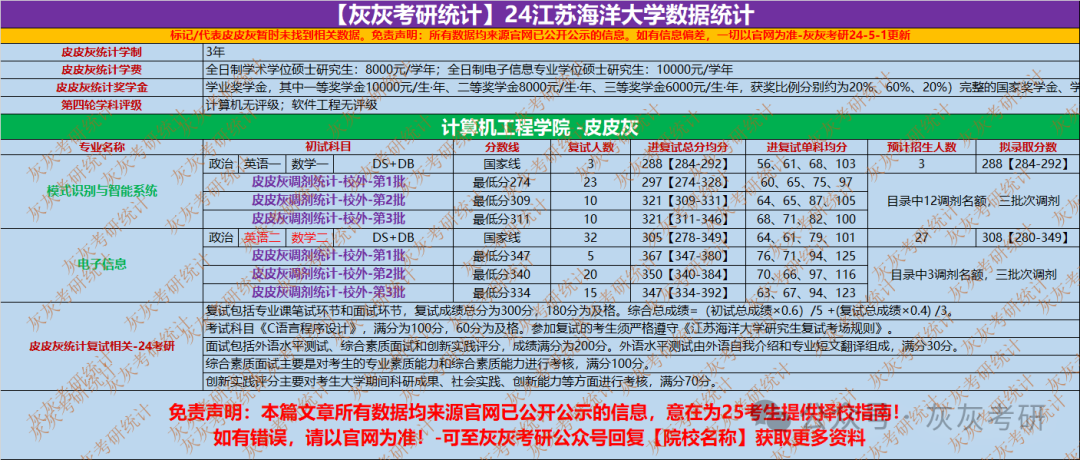 【灰灰考研统计】24江苏海洋大学数据统计
标记/代表皮皮灰暂时未找到相关数据。免责声明：所有数据均来源官网已公开公示的信息。如有信息偏差，一切以官网为准-灰灰考研24-5-1更新
皮皮灰统计学制 3年
皮皮灰统计学费 全日制学术学位硕士研究生：8000元/学年；全日制电子信息专业学位硕士研究生：10000元/学年
皮皮灰统计奖学金 学业奖学金，其中一等奖学金10000元/生·年、二等奖学金8000元/生·年、三等奖学金6000元/生·年，获奖比例分别约为20%、60%、20%）完整的国家奖学金、学
第四轮学科评级 计算机无评级；软件工程无评级
计算机工程学院 -皮皮灰
专业名称 初试科目 分数线 复试人数 进复试总分均分 进复试单科均分 预计招生人数 拟录取分数
模式识别与智能系统 政治 英语一 数学一 DS+DB 国家线 3 288【284-292】 56、61、68、103 3 288【284-292】
皮皮灰调剂统计-校外-第1批 最低分274 23 297【274-328】 60、65、75、97 目录中12调剂名额，三批次调剂
皮皮灰调剂统计-校外-第2批 最低分309 10 321【309-331】 64、65、87、105
皮皮灰调剂统计-校外-第3批 最低分311 10 321【311-346】 68、71、82、100
电子信息 政治 英语二 数学二 DS+DB 国家线 32 305【278-349】 64、61、79、101 27 308【280-349】
皮皮灰调剂统计-校外-第1批 最低分347 5 367【347-380】 76、71、94、125 目录中3调剂名额，三批次调剂
皮皮灰调剂统计-校外-第2批 最低分340 20 350【340-384】 70、66、97、116
皮皮灰调剂统计-校外-第3批 最低分334 15 347【334-392】 63、67、94、123
皮皮灰统计复试相关-24考研 复试包括专业课笔试环节和面试环节，复试成绩总分为300分，180分为及格。综合总成绩=（初试总成绩×0.6）/5 +(复试总成绩×0.4) /3。
考试科目《C语言程序设计》，满分为100分，60分为及格。参加复试的考生须严格遵守《江苏海洋大学研究生复试考场规则》。
面试包括外语水平测试、综合素质面试和创新实践评分，成绩满分为200分。外语水平测试由外语自我介绍和专业短文翻译组成，满分30分。
综合素质面试主要是对考生的专业素质能力和综合素质能力进行考核，满分100分。
创新实践评分主要对考生大学期间科研成果、社会实践、创新能力等方面进行考核，满分70分。
免责声明：本篇文章所有数据均来源官网已公开公示的信息，意在为25考生提供择校指南！
如有错误，请以官网为准！-可至灰灰考研公众号回复【院校名称】获取更多资料
公众号·灰灰考研